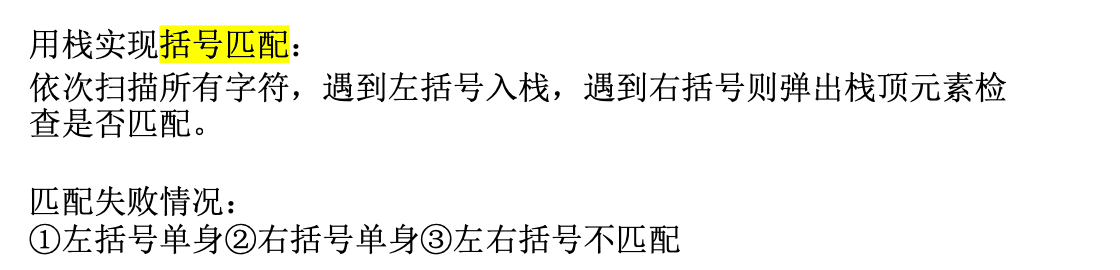 用栈实现括号匹配：
依次扫描所有字符，遇到左括号入栈，遇到右括号则弹出栈顶元素检
查是否匹配。
匹配失败情况：
①左括号单身②右括号单身③左右括号不匹配